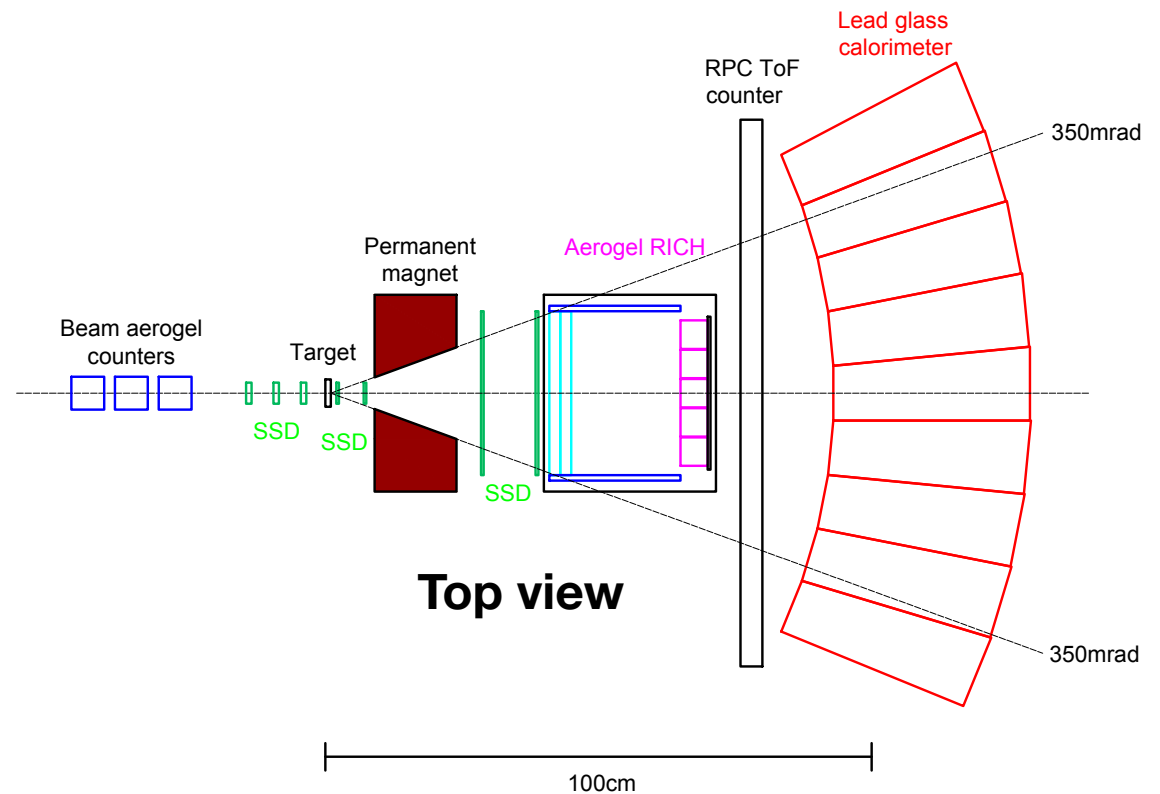 Lead glass
calorimeter
RPC ToF
counter
350mrad
Permanent
magnet
Aerogel RICH
Beam aerogel
counters
Target
SSD
SSD
SSD
Top view
350mrad
100cm